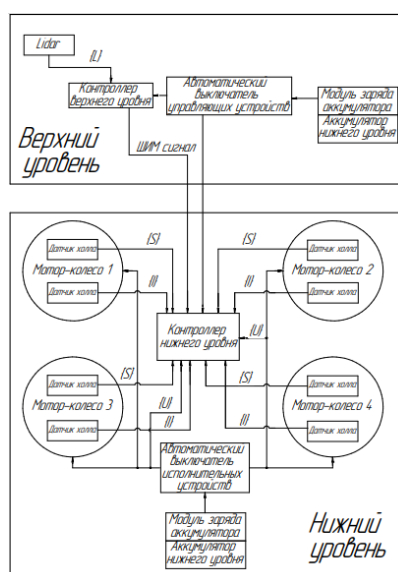 Lidar
(L)
Контроллер
верхнего уровня
Автоматический
выключатель
управляющих устройств
Модуль заряда
аккумулятора
Аккумулятор
нижнего уровня
Верхний
уровень
ШИМ сигнал
Датчик холла
Мотор-колесо 1
Датчик холла
(S)
(I)
(S)
(I)
Датчик холла
Мотор-колесо 2
Датчик холла
Контроллер
нижнего уровня
(U)
Датчик холла
Мотор-колесо 3
Датчик холла
(S)
(U)
(I)
(S)
(I)
Датчик холла
Мотор-колесо 4
Датчик холла
Автоматический
выключатель
исполнительных
устройств
Модуль заряда
аккумулятора
Аккумулятор
нижнего уровня
Нижний
уровень